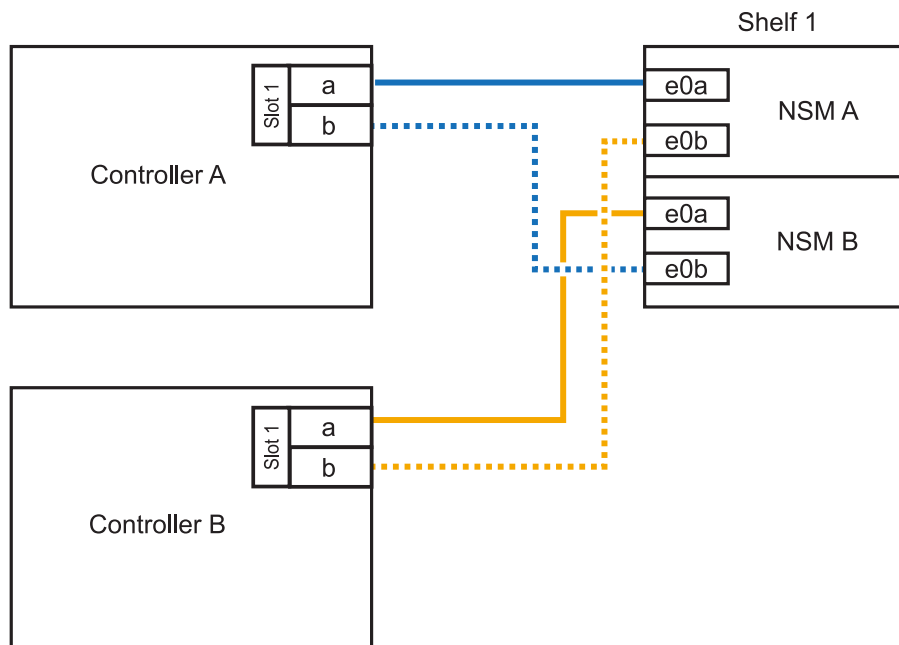 Shelf 1
Slot 1
a
b
Controller A
e0a
e0b
NSM A
e0a
e0b
NSM B
Slot 1
a
b
Controller B